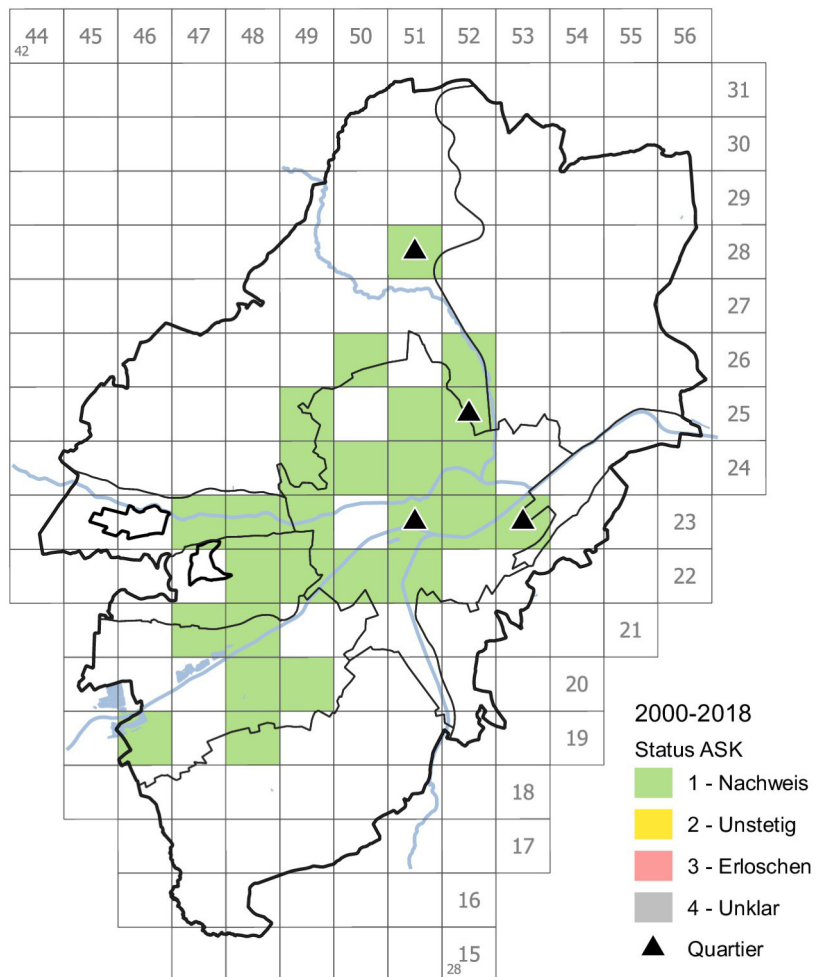 44 45 46 47 48 49 50 51 52 53 54 55 56
42
31
30
29
28
27
26
25
24
23
22
21
20
19
18
17
16
15
28
2000-2018
Status ASK
1 - Nachweis
2 - Unstetig
3 - Erloschen
4 - Unklar
Quartier